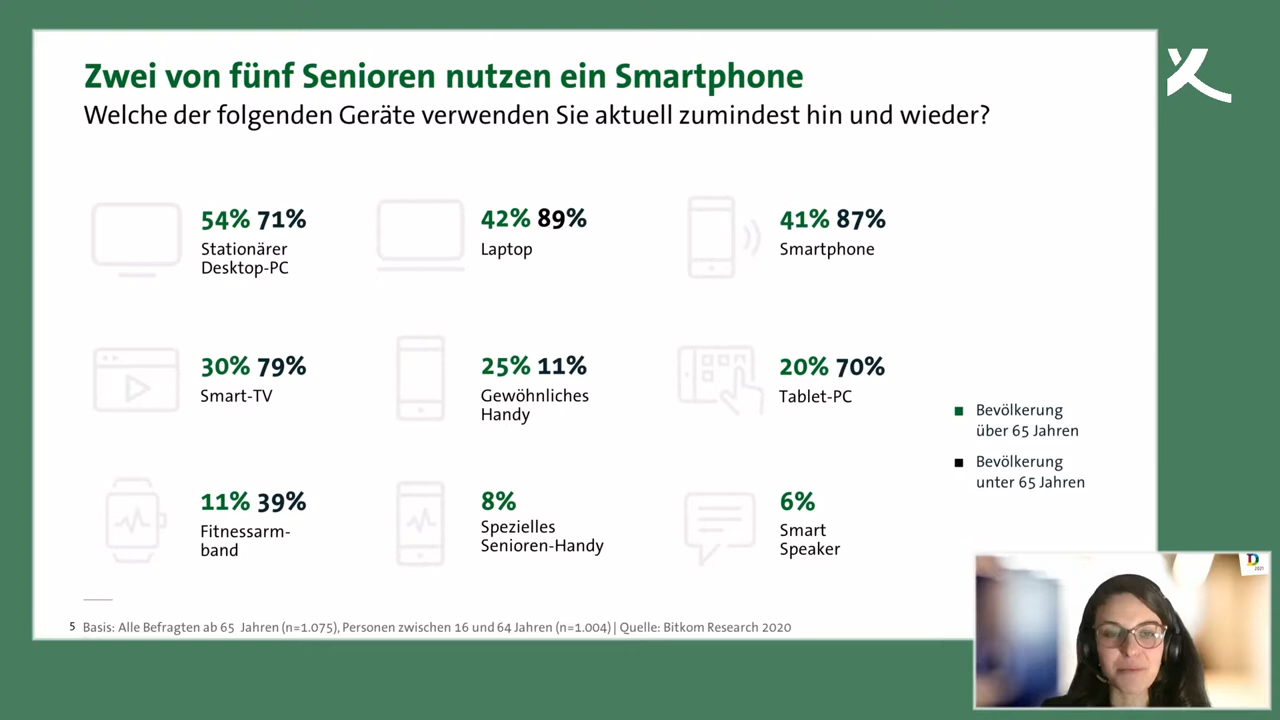 Zwei von fünf Senioren nutzen ein Smartphone
Welche der folgenden Geräte verwenden Sie aktuell zumindest hin und wieder?
54% 71%
Stationärer
Desktop-PC
42% 89%
Laptop
41% 87%
Smartphone
30% 79%
Smart-TV
25% 11%
Gewöhnliches
Handy
20% 70%
Tablet-PC
11% 39%
Fitnessarm-
band
8%
Spezielles
Senioren-Handy
6%
Smart
Speaker
Bevölkerung
über 65 Jahren
Bevölkerung
unter 65 Jahren
5 Basis: Alle Befragten ab 65 Jahren (n=1.075), Personen zwischen 16 und 64 Jahren (n=1.004) | Quelle: Bitkom Research 2020
D
2021